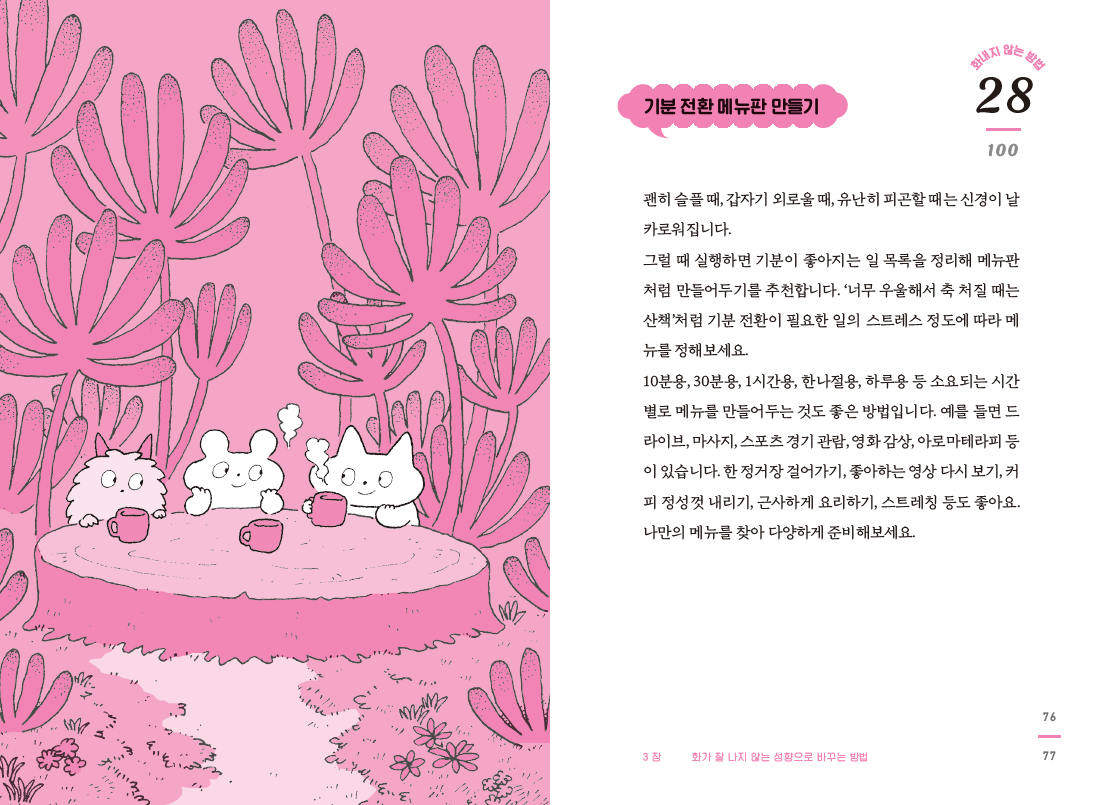 화내지 않는 방법
28
100
기분 전환 메뉴판 만들기
괜히 슬플 때, 갑자기 외로울 때, 유난히 피곤할 때는 신경이 날
카로워집니다.
그럴 때 실행하면 기분이 좋아지는 일 목록을 정리해 메뉴판
처럼 만들어두기를 추천합니다. ‘너무 우울해서 축 처질 때는
산책’처럼 기분 전환이 필요한 일의 스트레스 정도에 따라 메
뉴를 정해보세요.
10분용, 30분용, 1시간용, 한나절용, 하루용 등 소요되는 시간
별로 메뉴를 만들어두는 것도 좋은 방법입니다. 예를 들면 드
라이브, 마사지, 스포츠 경기 관람, 영화 감상, 아로마테라피 등
이 있습니다. 한 정거장 걸어가기, 좋아하는 영상 다시 보기, 커
피 정성껏 내리기, 근사하게 요리하기, 스트레칭 등도 좋아요.
나만의 메뉴를 찾아 다양하게 준비해보세요.
76
77
3 장 화가 잘 나지 않는 성향으로 바꾸는 방법